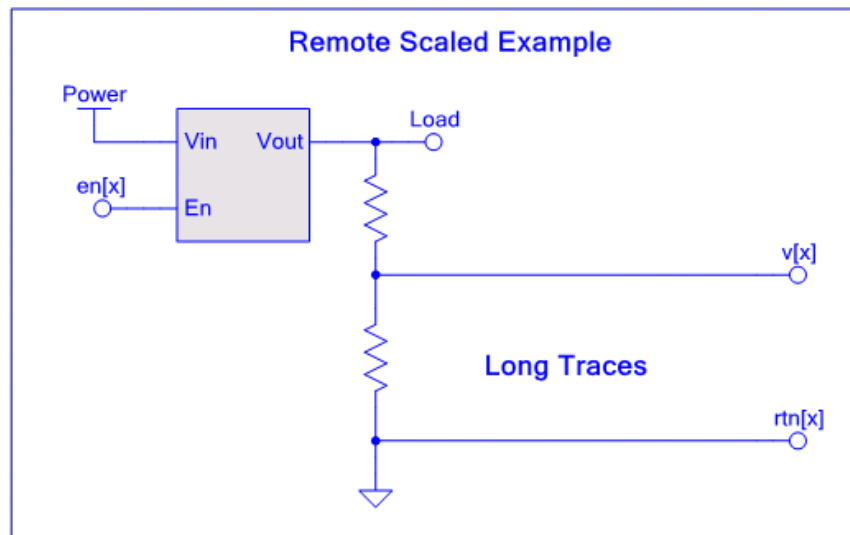 Remote Scaled Example
Power
Load
Vin
Vout
en[x]
En
v[x]
Long Traces
rtn[x]